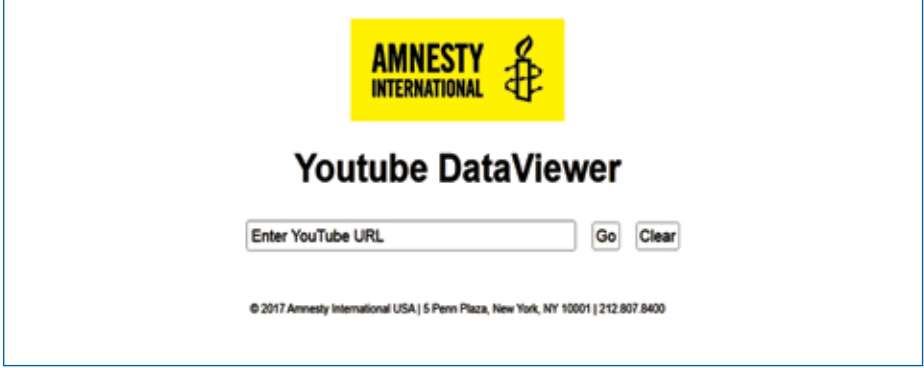 AMNESTY
INTERNATIONAL
Youtube DataViewer
Enter YouTube URL Go Clear
© 2017 Amnesty International USA | 5 Penn Plaza, New York, NY 10001 | 212.807.8400